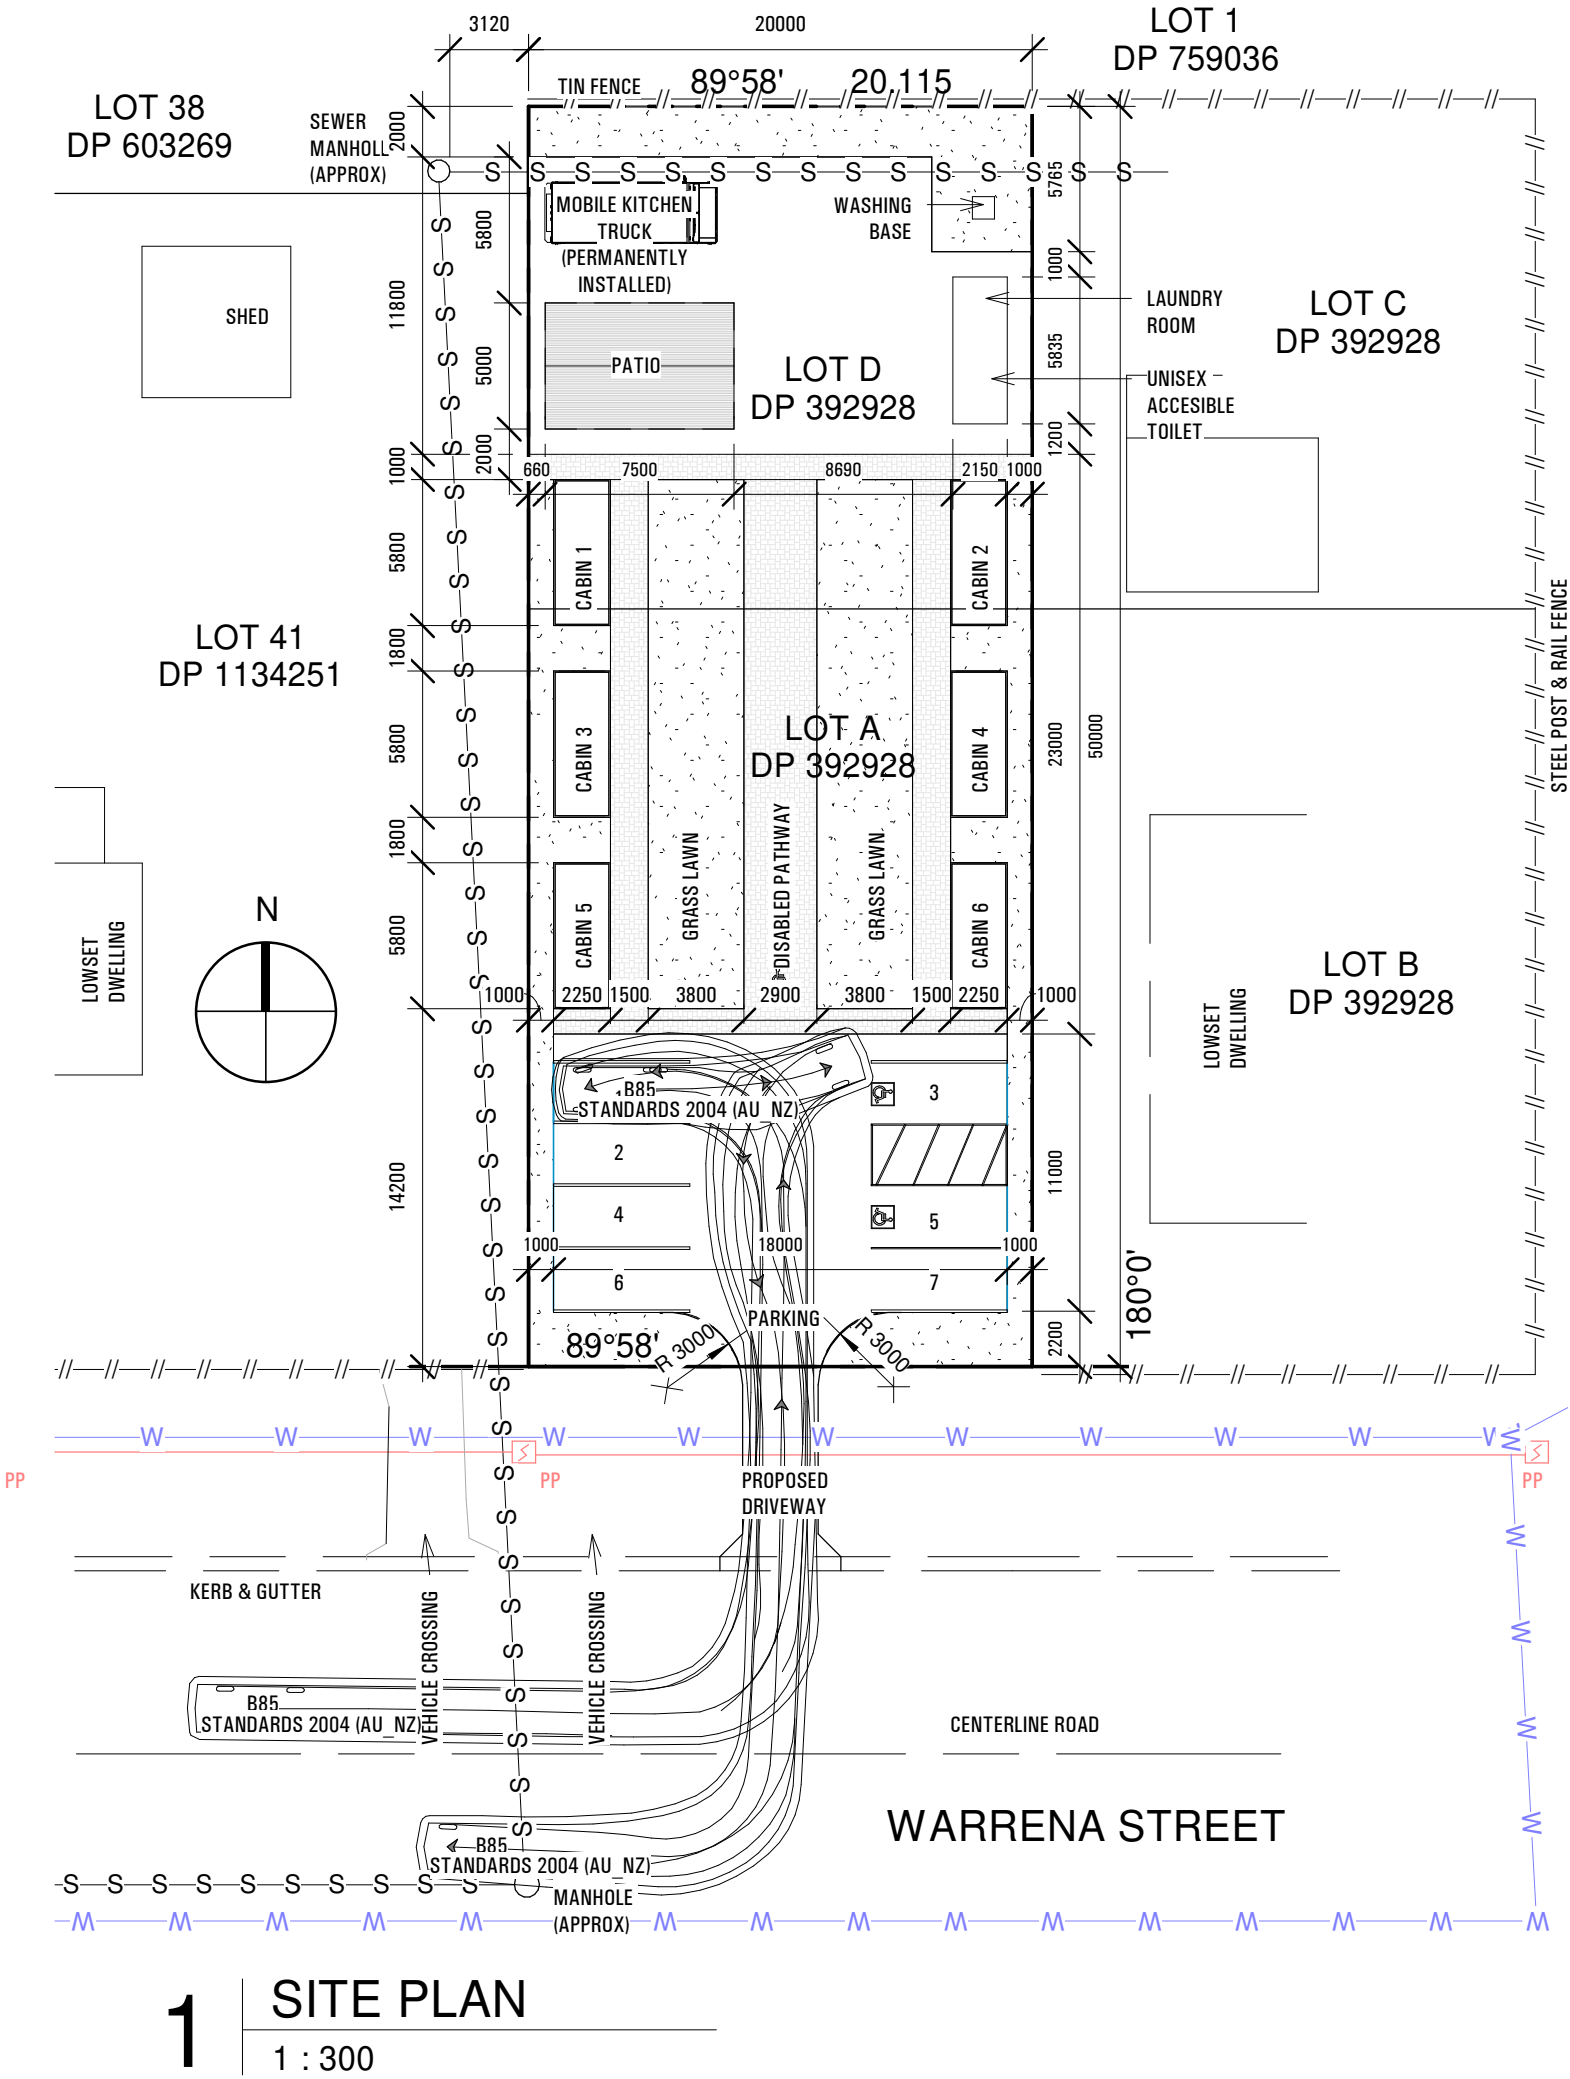 3120
20000
LOT 1
DP 759036
TIN FENCE
89°58'
20.115
LOT 38
DP 603269
SEWER
MANHOLE
(APPROX)
2000
S S S S S S S S S S S S S S S
5765
MOBILE KITCHEN
TRUCK
(PERMANENTLY
INSTALLED)
WASHING
BASE
5800
1000
11800
SHED
LAUNDRY
ROOM
LOT C
DP 392928
PATIO
5000
LOT D
DP 392928
5835
UNISEX
ACCESIBLE
TOILET
1200
1000
2000
660
7500
8690
2150
1000
5800
CABIN 1
CABIN 2
STEEL POST & RAIL FENCE
LOT 41
DP 1134251
1800
5800
CABIN 3
LOT A
DP 392928
CABIN 4
23000
50000
1800
GRASS LAWN
DISABLED PATHWAY
GRASS LAWN
N
5800
CABIN 5
CABIN 6
LOWSET
DWELLING
LOT B
DP 392928
LOWSET
DWELLING
1000
2250
1500
3800
2900
3800
1500
2250
1000
B85
STANDARDS 2004 (AU_NZ)
3
2
14200
11000
4
5
1000
18000
1000
6
7
180°0'
PARKING
89°58'
R 3000
R 3000
2200
W W W W W W W W W W W W
PP
PP
PP
PROPOSED
DRIVEWAY
KERB & GUTTER
VEHICLE CROSSING
VEHICLE CROSSING
B85
STANDARDS 2004 (AU_NZ)
CENTERLINE ROAD
WARRENA STREET
B85
STANDARDS 2004 (AU_NZ)
S S S S S S S S S S
MANHOLE
(APPROX)
W W W W W W W W W W W W W W W
1
SITE PLAN
1 : 300